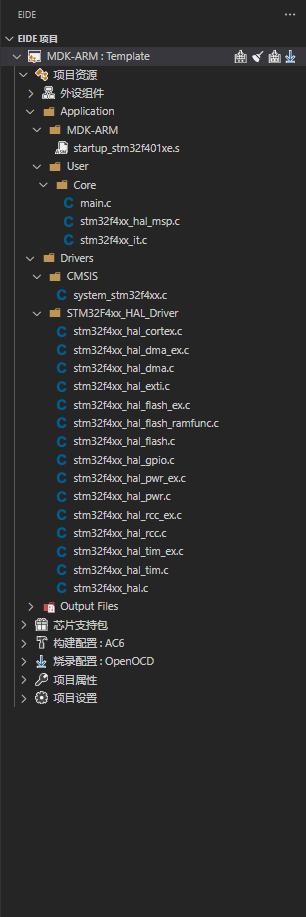 EIDE
EIDE 项目
MDK-ARM : Template
项目资源
外设组件
Application
MDK-ARM
startup_stm32f401xe.s
User
Core
main.c
stm32f4xx_hal_msp.c
stm32f4xx_it.c
Drivers
CMSIS
system_stm32f4xx.c
STM32F4xx_HAL_Driver
stm32f4xx_hal_cortex.c
stm32f4xx_hal_dma_ex.c
stm32f4xx_hal_dma.c
stm32f4xx_hal_exti.c
stm32f4xx_hal_flash_ex.c
stm32f4xx_hal_flash_ramfunc.c
stm32f4xx_hal_flash.c
stm32f4xx_hal_gpio.c
stm32f4xx_hal_pwr_ex.c
stm32f4xx_hal_pwr.c
stm32f4xx_hal_rcc_ex.c
stm32f4xx_hal_rcc.c
stm32f4xx_hal_tim_ex.c
stm32f4xx_hal_tim.c
stm32f4xx_hal.c
Output Files
芯片支持包
构建配置 : AC6
烧录配置 : OpenOCD
项目属性
项目设置